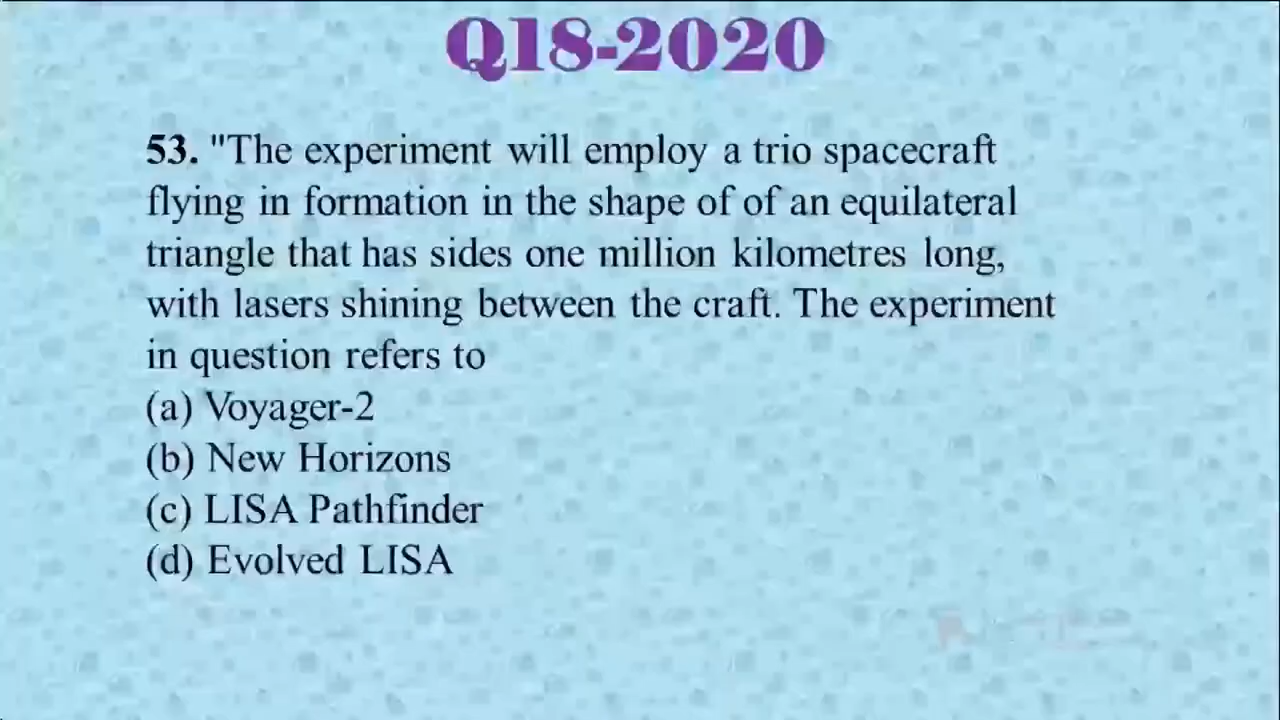 Q18-2020
53. "The experiment will employ a trio spacecraft
flying in formation in the shape of of an equilateral
triangle that has sides one million kilometres long,
with lasers shining between the craft. The experiment
in question refers to
(a) Voyager-2
(b) New Horizons
(c) LISA Pathfinder
(d) Evolved LISA